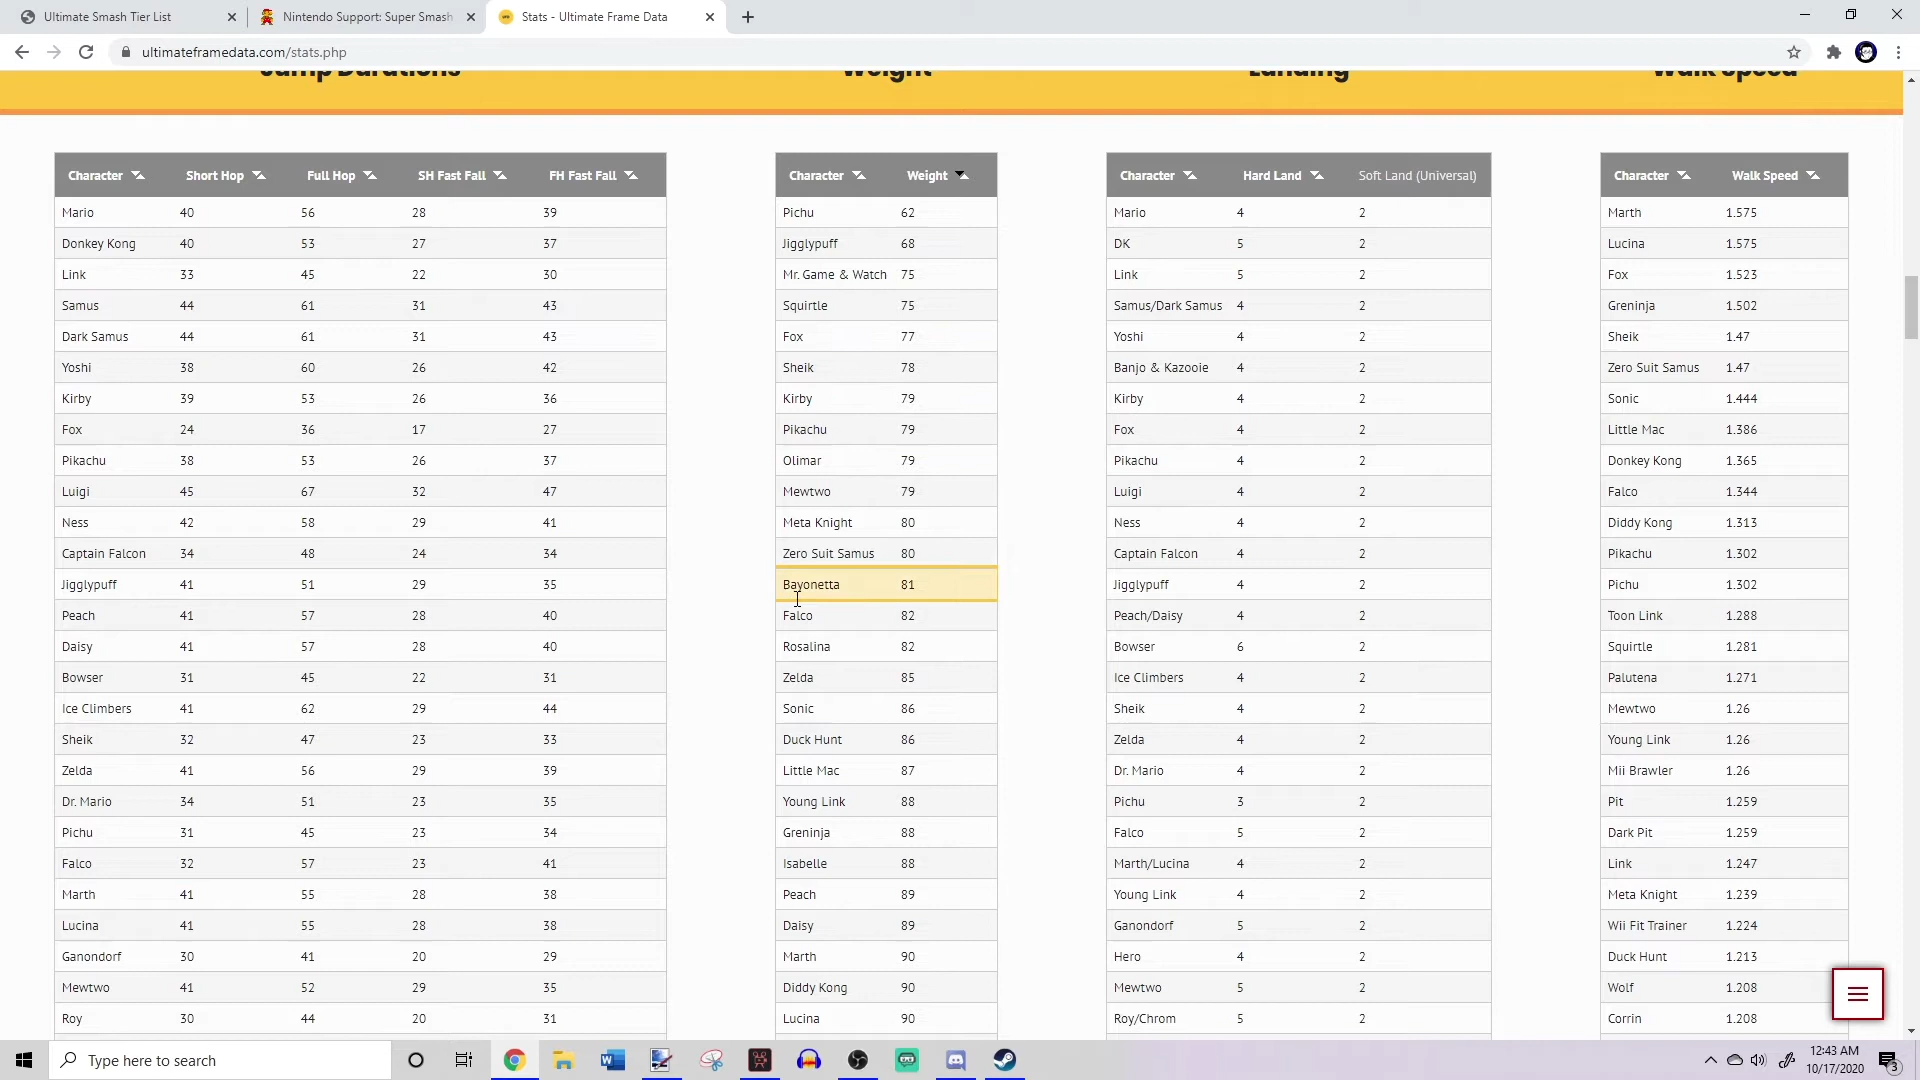 Ultimate Smash Tier List
Nintendo Support: Super Smash
Stats - Ultimate Frame Data
ultimateframedata.com/stats.php
Jump Durations
Weight
Landing
Walk Speed
Character Short Hop Full Hop SH Fast Fall FH Fast Fall
Mario 40 56 28 39
Donkey Kong 40 53 27 37
Link 33 45 22 30
Samus 44 61 31 43
Dark Samus 44 61 31 43
Yoshi 38 60 26 42
Kirby 39 53 26 36
Fox 24 36 17 27
Pikachu 38 53 26 37
Luigi 45 67 32 47
Ness 42 58 29 41
Captain Falcon 34 48 24 34
Jigglypuff 41 51 29 35
Peach 41 57 28 40
Daisy 41 57 28 40
Bowser 31 45 22 31
Ice Climbers 41 62 29 44
Sheik 32 47 23 33
Zelda 41 56 29 39
Dr. Mario 34 51 23 35
Pichu 31 45 23 34
Falco 32 57 23 41
Marth 41 55 28 38
Lucina 41 55 28 38
Ganondorf 30 41 20 29
Mewtwo 41 52 29 35
Roy 30 44 20 31
Character Weight
Pichu 62
Jigglypuff 68
Mr. Game & Watch 75
Squirtle 75
Fox 77
Sheik 78
Kirby 79
Pikachu 79
Olimar 79
Mewtwo 79
Meta Knight 80
Zero Suit Samus 80
Bayonetta 81
Falco 82
Rosalina 82
Zelda 85
Sonic 86
Duck Hunt 86
Little Mac 87
Young Link 88
Greninja 88
Isabelle 88
Peach 89
Daisy 89
Marth 90
Diddy Kong 90
Lucina 90
Character Hard Land Soft Land (Universal)
Mario 4 2
DK 5 2
Link 5 2
Samus/Dark Samus 4 2
Yoshi 4 2
Banjo & Kazooie 4 2
Kirby 4 2
Fox 4 2
Pikachu 4 2
Luigi 4 2
Ness 4 2
Captain Falcon 4 2
Jigglypuff 4 2
Peach/Daisy 4 2
Bowser 6 2
Ice Climbers 4 2
Sheik 4 2
Zelda 4 2
Dr. Mario 4 2
Pichu 3 2
Falco 5 2
Marth/Lucina 4 2
Young Link 4 2
Ganondorf 5 2
Hero 4 2
Mewtwo 5 2
Roy/Chrom 5 2
Character Walk Speed
Marth 1.575
Lucina 1.575
Fox 1.523
Greninja 1.502
Sheik 1.47
Zero Suit Samus 1.47
Sonic 1.444
Little Mac 1.386
Donkey Kong 1.365
Falco 1.344
Diddy Kong 1.313
Pikachu 1.302
Pichu 1.302
Toon Link 1.288
Squirtle 1.281
Palutena 1.271
Mewtwo 1.26
Young Link 1.26
Mii Brawler 1.26
Pit 1.259
Dark Pit 1.259
Link 1.247
Meta Knight 1.239
Wii Fit Trainer 1.224
Duck Hunt 1.213
Wolf 1.208
Corrin 1.208
Type here to search
12:43 AM
10/17/2020
3